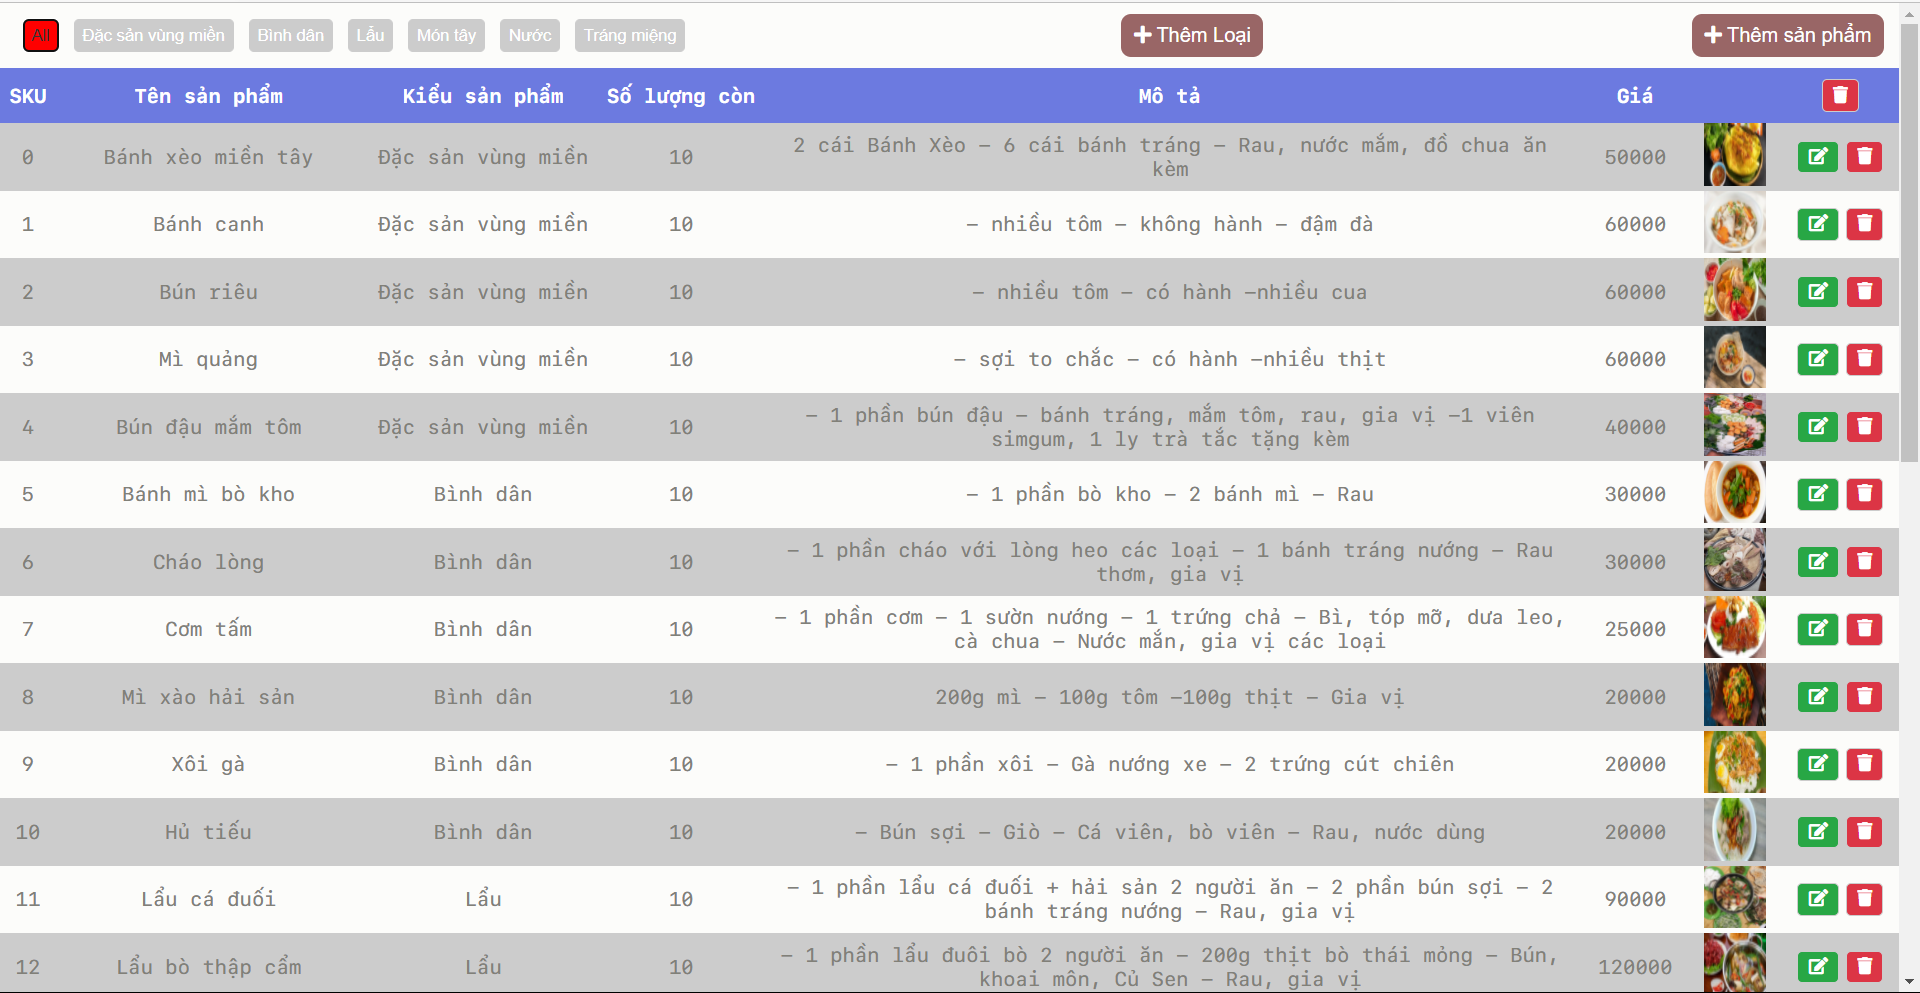 All Đặc sản vùng miền Bình dân Lẩu Món tây Nước Tráng miệng Thêm Loại Thêm sản phẩm
SKU Tên sản phẩm Kiểu sản phẩm Số lượng còn Mô tả Giá
0 Bánh xèo miền tây Đặc sản vùng miền 10 2 cái Bánh Xèo – 6 cái bánh tráng – Rau, nước mắm, đồ chua ăn
kèm 50000
1 Bánh canh Đặc sản vùng miền 10 – nhiều tôm – không hành – đậm đà 60000
2 Bún riêu Đặc sản vùng miền 10 – nhiều tôm – có hành –nhiều cua 60000
3 Mì quảng Đặc sản vùng miền 10 – sợi to chắc – có hành –nhiều thịt 60000
4 Bún đậu mắm tôm Đặc sản vùng miền 10 – 1 phần bún đậu – bánh tráng, mắm tôm, rau, gia vị –1 viên
simgum, 1 ly trà tắc tặng kèm 40000
5 Bánh mì bò kho Bình dân 10 – 1 phần bò kho – 2 bánh mì – Rau 30000
6 Cháo lòng Bình dân 10 – 1 phần cháo với lòng heo các loại – 1 bánh tráng nướng – Rau
thơm, gia vị 30000
7 Cơm tấm Bình dân 10 – 1 phần cơm – 1 sườn nướng – 1 trứng chả – Bì, tóp mỡ, dưa leo,
cà chua – Nước mắn, gia vị các loại 25000
8 Mì xào hải sản Bình dân 10 200g mì – 100g tôm –100g thịt – Gia vị 20000
9 Xôi gà Bình dân 10 – 1 phần xôi – Gà nướng xe – 2 trứng cút chiên 20000
10 Hủ tiếu Bình dân 10 – Bún sợi – Giò – Cá viên, bò viên – Rau, nước dùng 20000
11 Lẩu cá đuối Lẩu 10 – 1 phần lẩu cá đuối + hải sản 2 người ăn – 2 phần bún sợi – 2
bánh tráng nướng – Rau, gia vị 90000
12 Lẩu bò thập cẩm Lẩu 10 – 1 phần lẩu đuôi bò 2 người ăn – 200g thịt bò thái mỏng – Bún,
khoai môn, Củ Sen – Rau, gia vị 120000